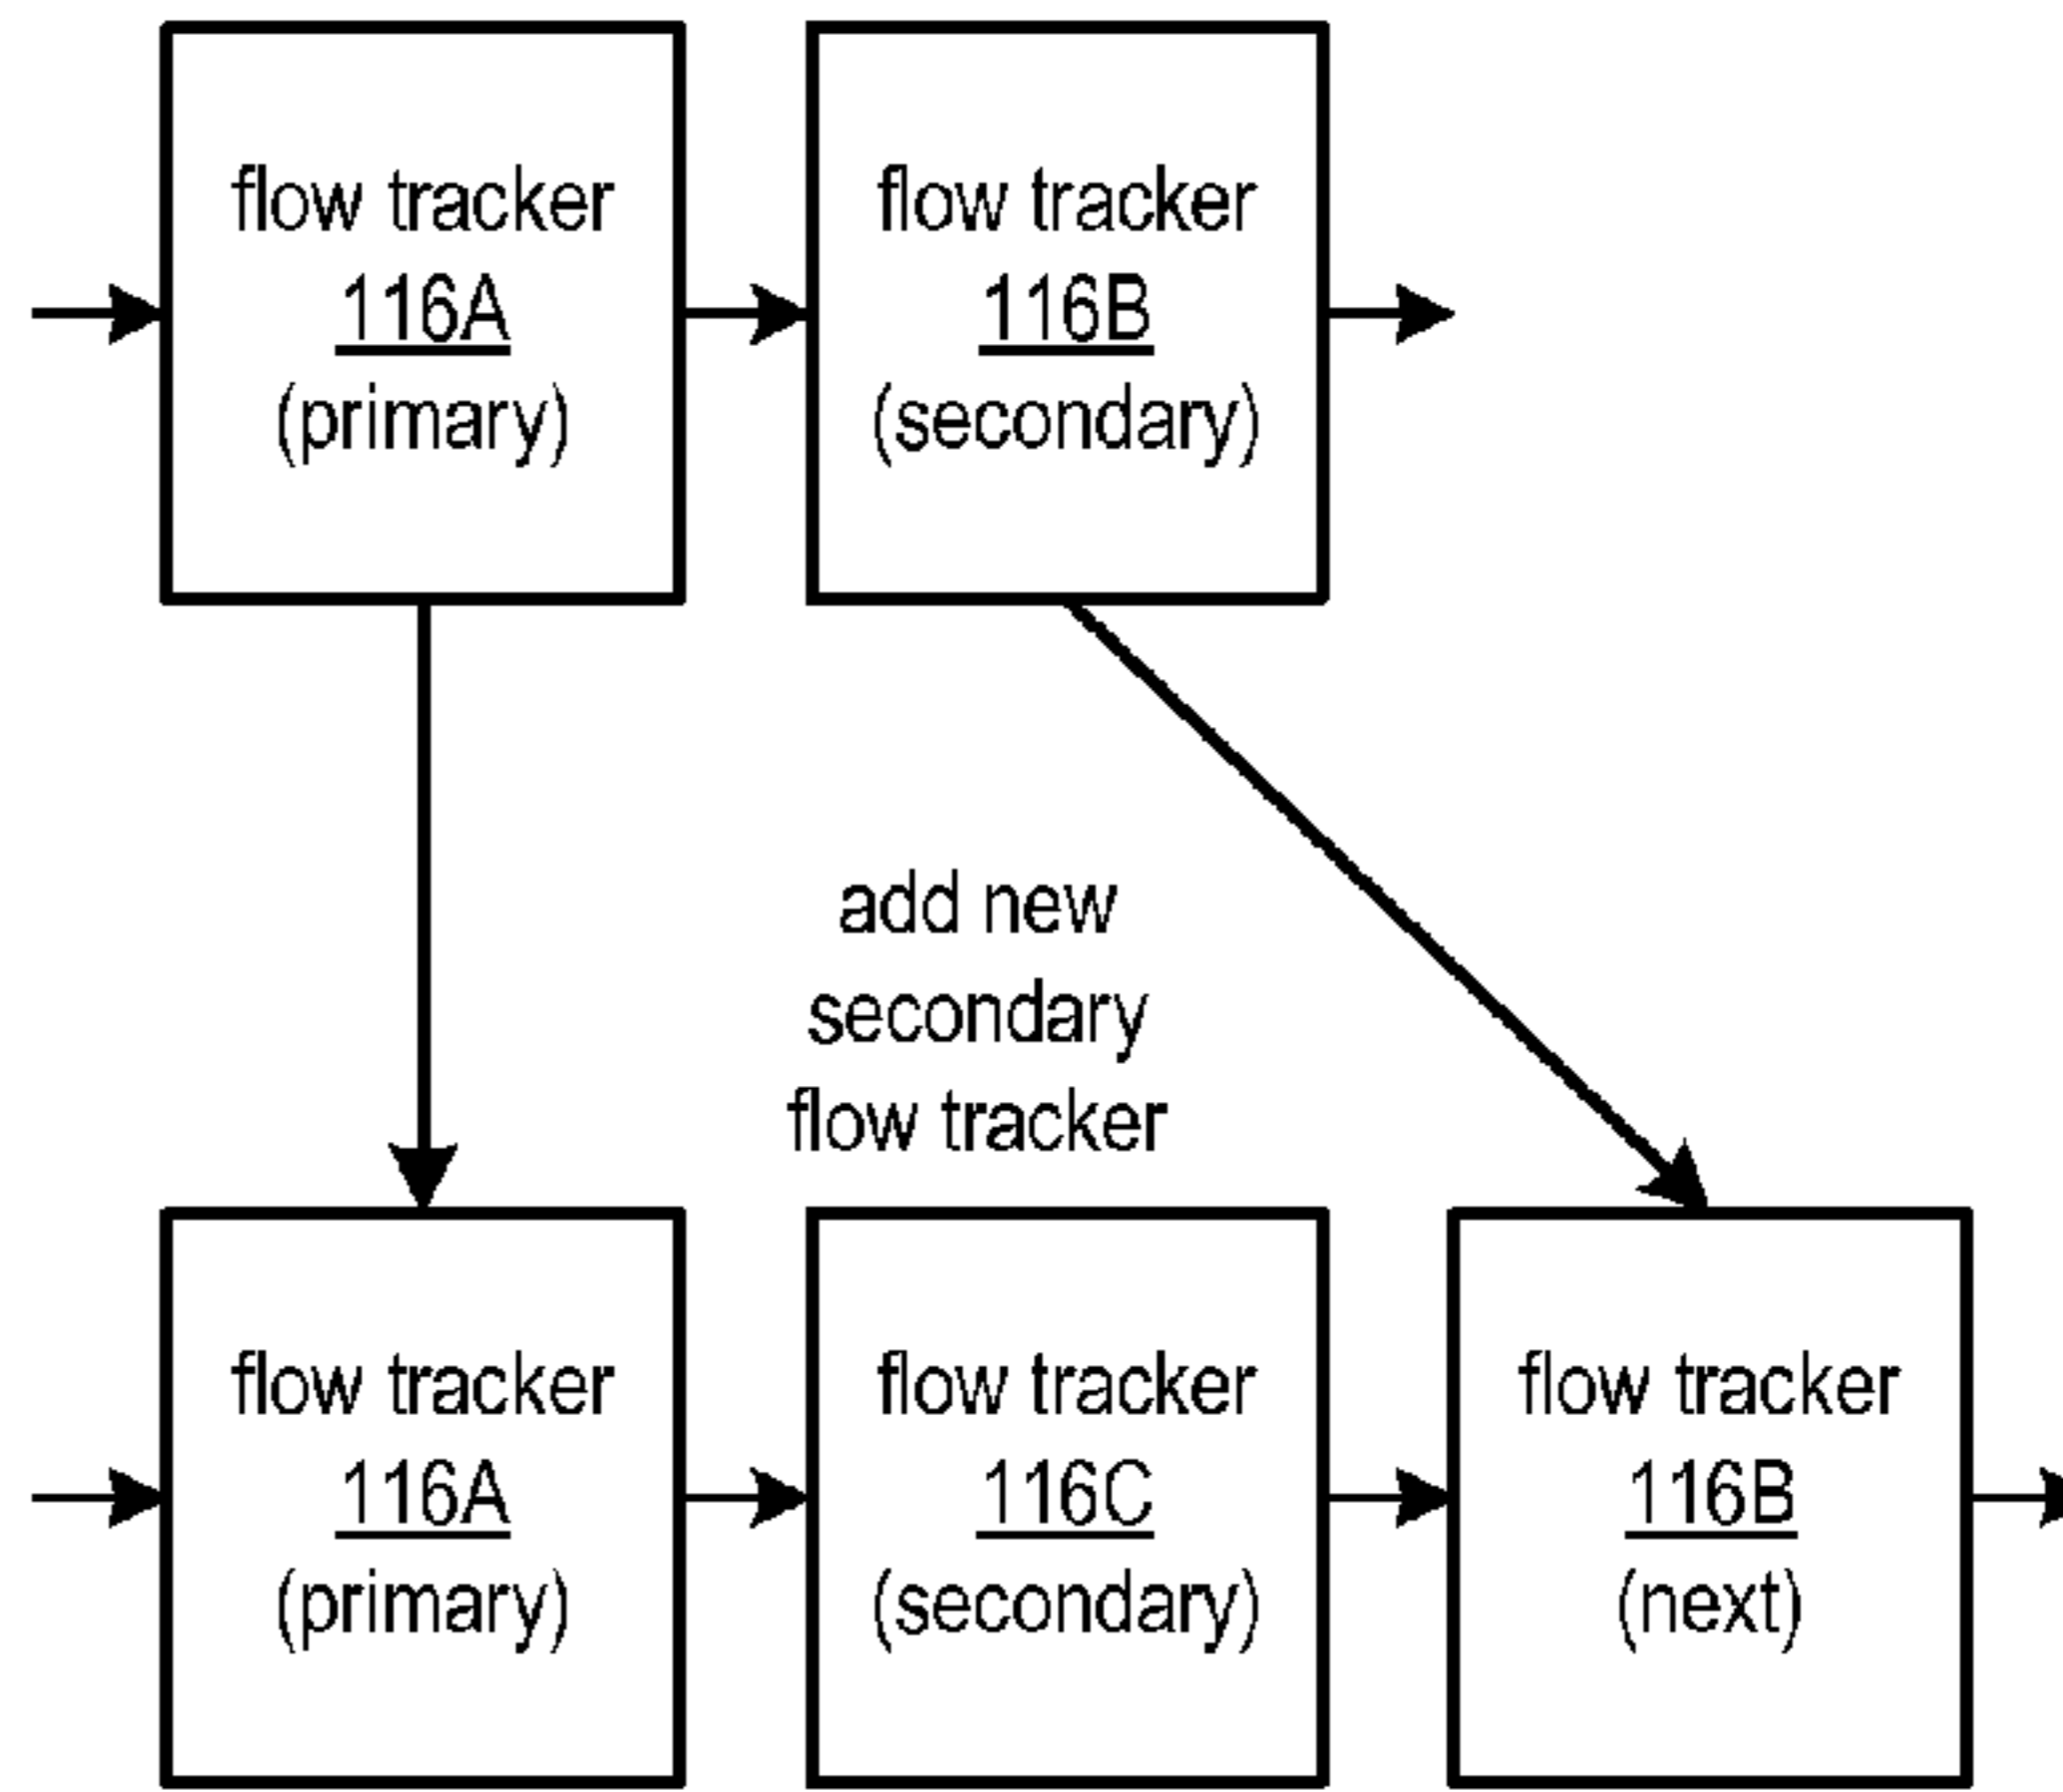 flow tracker
116A
(primary)
flow tracker
116B
(secondary)
add new
secondary
flow tracker
flow tracker
116A
(primary)
flow tracker
116C
(secondary)
flow tracker
116B
(next)